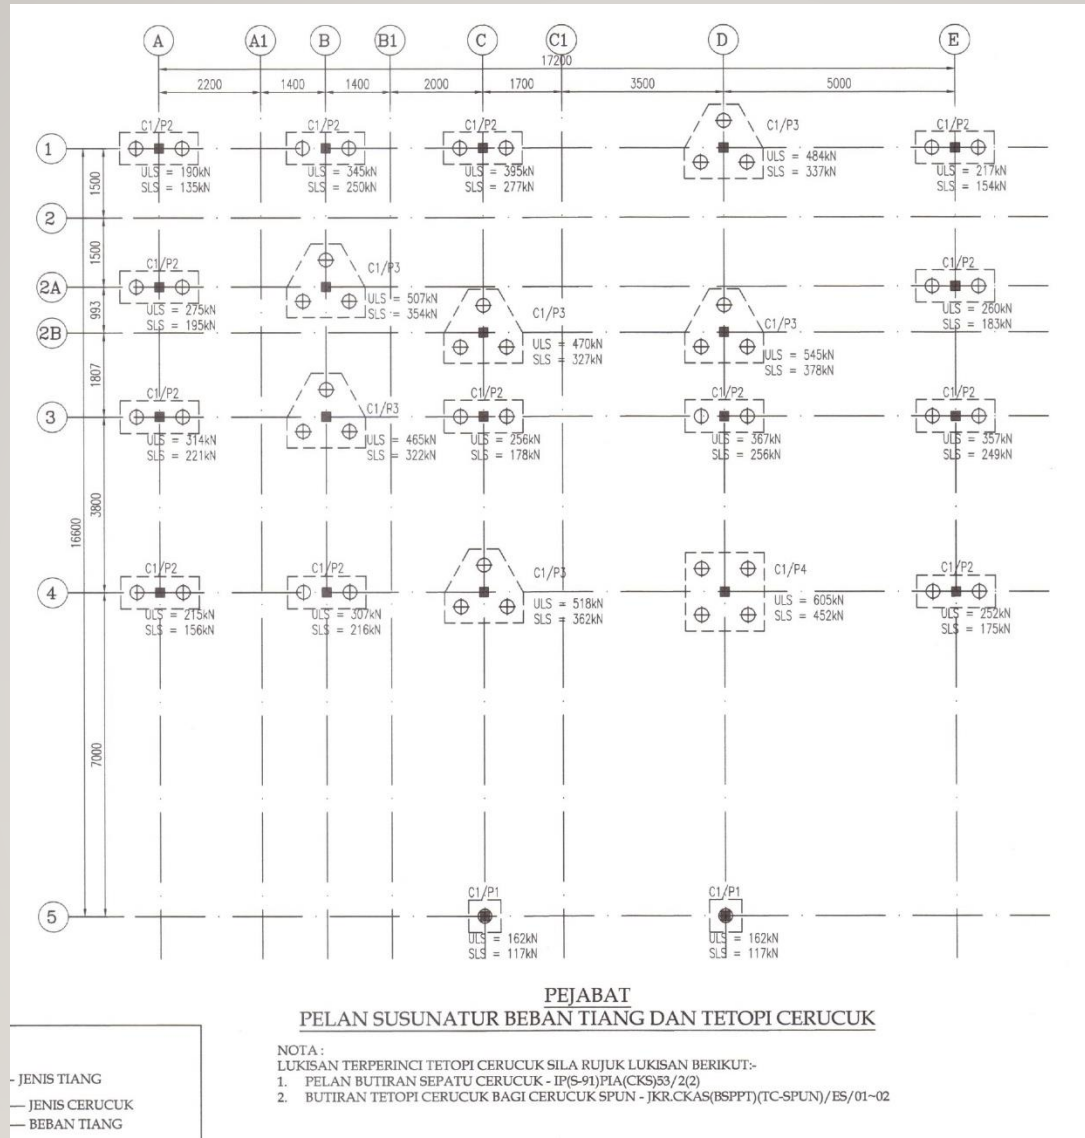 A A1 B B1 C C1 D E
17200
2200 1400 1400 2000 1700 3500 5000
C1/P2 C1/P2 C1/P2 C1/P3 C1/P2
1
ULS = 190kN ULS = 345kN ULS = 395kN ULS = 484kN ULS = 217kN
SLS = 135kN SLS = 250kN SLS = 277kN SLS = 337kN SLS = 154kN
1500
2
1500
C1/P2 C1/P3 C1/P2
2A
ULS = 275kN ULS = 507kN ULS = 260kN
SLS = 195kN SLS = 354kN SLS = 183kN
993
C1/P3 C1/P3
2B
ULS = 470kN ULS = 545kN
SLS = 327kN SLS = 378kN
1807
C1/P2 C1/P3 C1/P2 C1/P2 C1/P2
3
ULS = 314kN ULS = 465kN ULS = 256kN ULS = 367kN ULS = 357kN
SLS = 221kN SLS = 322kN SLS = 178kN SLS = 256kN SLS = 249kN
3800
16600
C1/P2 C1/P2 C1/P3 C1/P4 C1/P2
4
ULS = 215kN ULS = 307kN ULS = 518kN ULS = 605kN ULS = 252kN
SLS = 156kN SLS = 216kN SLS = 362kN SLS = 452kN SLS = 175kN
7000
C1/P1 C1/P1
5
ULS = 162kN ULS = 162kN
SLS = 117kN SLS = 117kN
PEJABAT
PELAN SUSUNATUR BEBAN TIANG DAN TETOPI CERUCUK
NOTA :
LUKISAN TERPERINCI TETOPI CERUCUK SILA RUJUK LUKISAN BERIKUT:-
1. PELAN BUTIRAN SEPATU CERUCUK - IP(S-91)PIA(CKS)53/2(2)
2. BUTIRAN TETOPI CERUCUK BAGI CERUCUK SPUN - JKR.CKAS(BSPPT)(TC-SPUN)/ES/01~02
- JENIS TIANG
— JENIS CERUCUK
— BEBAN TIANG